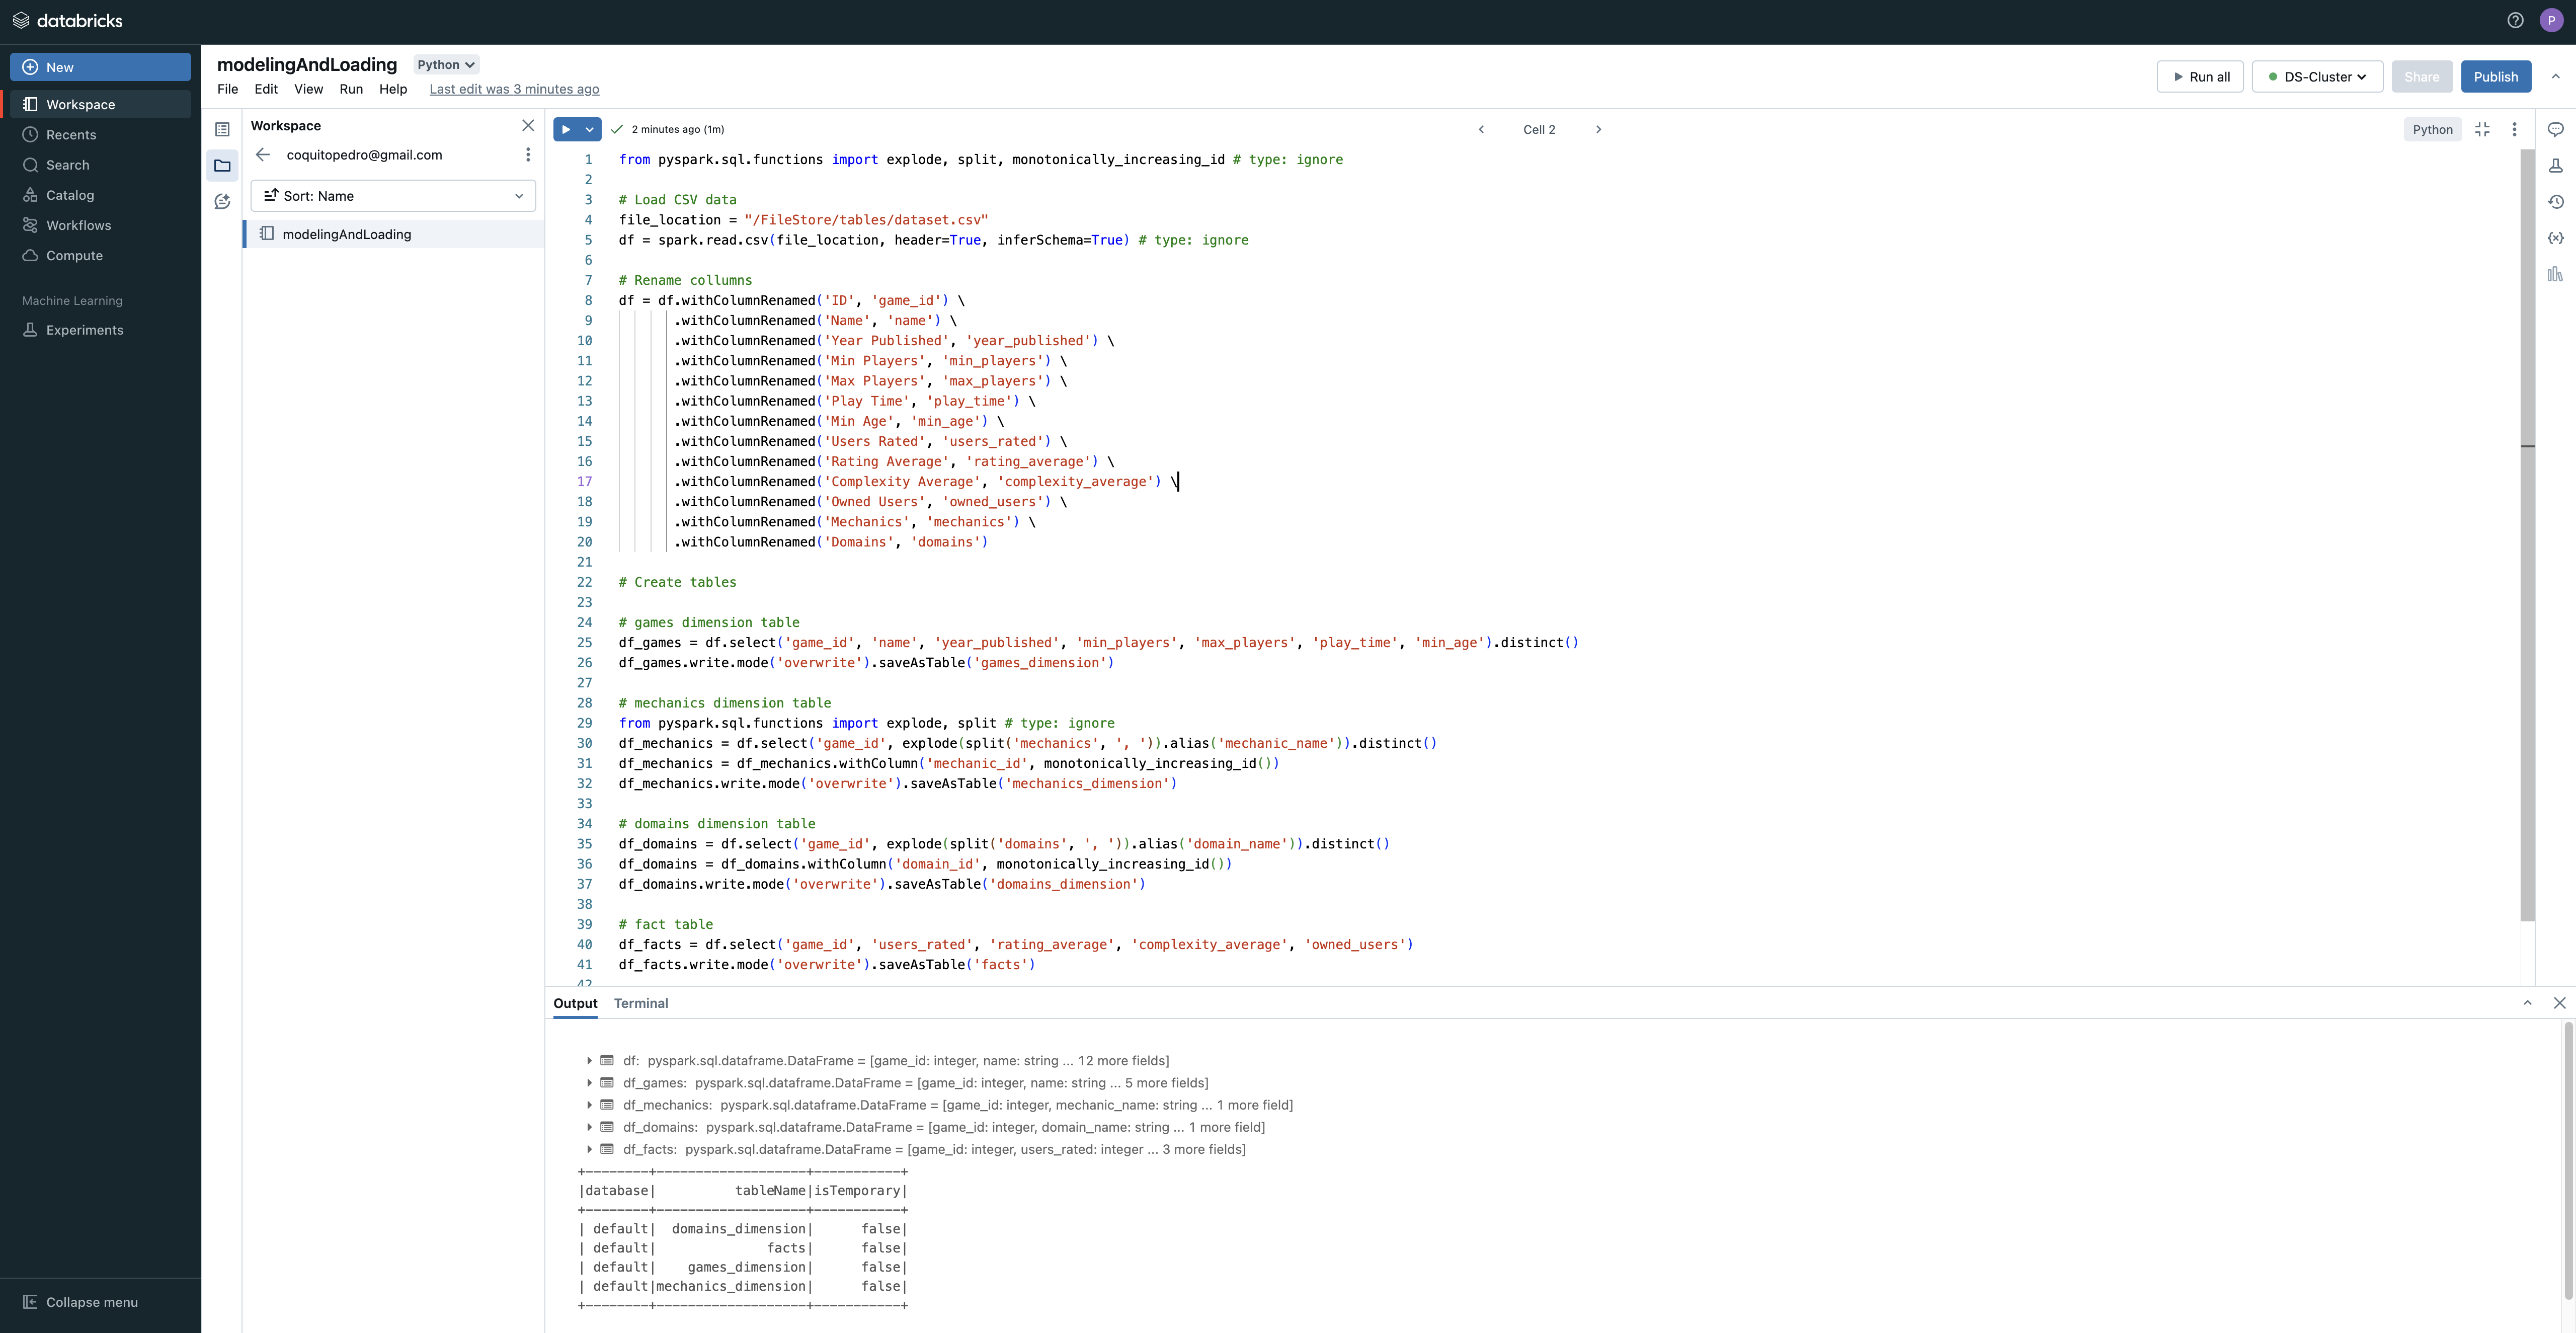 databricks
P
New
Workspace
Recents
Search
Catalog
Workflows
Compute
Machine Learning
Experiments
Collapse menu
modelingAndLoading
Python
File Edit View Run Help Last edit was 3 minutes ago
Run all
DS-Cluster
Share
Publish
Workspace
coquitopedro@gmail.com
Sort: Name
modelingAndLoading
2 minutes ago (1m)
Cell 2
Python
1 from pyspark.sql.functions import explode, split, monotonically_increasing_id # type: ignore
2
3 # Load CSV data
4 file_location = "/FileStore/tables/dataset.csv"
5 df = spark.read.csv(file_location, header=True, inferSchema=True) # type: ignore
6
7 # Rename collumns
8 df = df.withColumnRenamed('ID', 'game_id') \
9 .withColumnRenamed('Name', 'name') \
10 .withColumnRenamed('Year Published', 'year_published') \
11 .withColumnRenamed('Min Players', 'min_players') \
12 .withColumnRenamed('Max Players', 'max_players') \
13 .withColumnRenamed('Play Time', 'play_time') \
14 .withColumnRenamed('Min Age', 'min_age') \
15 .withColumnRenamed('Users Rated', 'users_rated') \
16 .withColumnRenamed('Rating Average', 'rating_average') \
17 .withColumnRenamed('Complexity Average', 'complexity_average') \
18 .withColumnRenamed('Owned Users', 'owned_users') \
19 .withColumnRenamed('Mechanics', 'mechanics') \
20 .withColumnRenamed('Domains', 'domains')
21
22 # Create tables
23
24 # games dimension table
25 df_games = df.select('game_id', 'name', 'year_published', 'min_players', 'max_players', 'play_time', 'min_age').distinct()
26 df_games.write.mode('overwrite').saveAsTable('games_dimension')
27
28 # mechanics dimension table
29 from pyspark.sql.functions import explode, split # type: ignore
30 df_mechanics = df.select('game_id', explode(split('mechanics', ', ')).alias('mechanic_name')).distinct()
31 df_mechanics = df_mechanics.withColumn('mechanic_id', monotonically_increasing_id())
32 df_mechanics.write.mode('overwrite').saveAsTable('mechanics_dimension')
33
34 # domains dimension table
35 df_domains = df.select('game_id', explode(split('domains', ', ')).alias('domain_name')).distinct()
36 df_domains = df_domains.withColumn('domain_id', monotonically_increasing_id())
37 df_domains.write.mode('overwrite').saveAsTable('domains_dimension')
38
39 # fact table
40 df_facts = df.select('game_id', 'users_rated', 'rating_average', 'complexity_average', 'owned_users')
41 df_facts.write.mode('overwrite').saveAsTable('facts')
42
Output Terminal
df: pyspark.sql.dataframe.DataFrame = [game_id: integer, name: string ... 12 more fields]
df_games: pyspark.sql.dataframe.DataFrame = [game_id: integer, name: string ... 5 more fields]
df_mechanics: pyspark.sql.dataframe.DataFrame = [game_id: integer, mechanic_name: string ... 1 more field]
df_domains: pyspark.sql.dataframe.DataFrame = [game_id: integer, domain_name: string ... 1 more field]
df_facts: pyspark.sql.dataframe.DataFrame = [game_id: integer, users_rated: integer ... 3 more fields]
+--------+-------------------+-----------+
|database|          tableName|isTemporary|
+--------+-------------------+-----------+
| default|  domains_dimension|      false|
| default|              facts|      false|
| default|    games_dimension|      false|
| default|mechanics_dimension|      false|
+--------+-------------------+-----------+